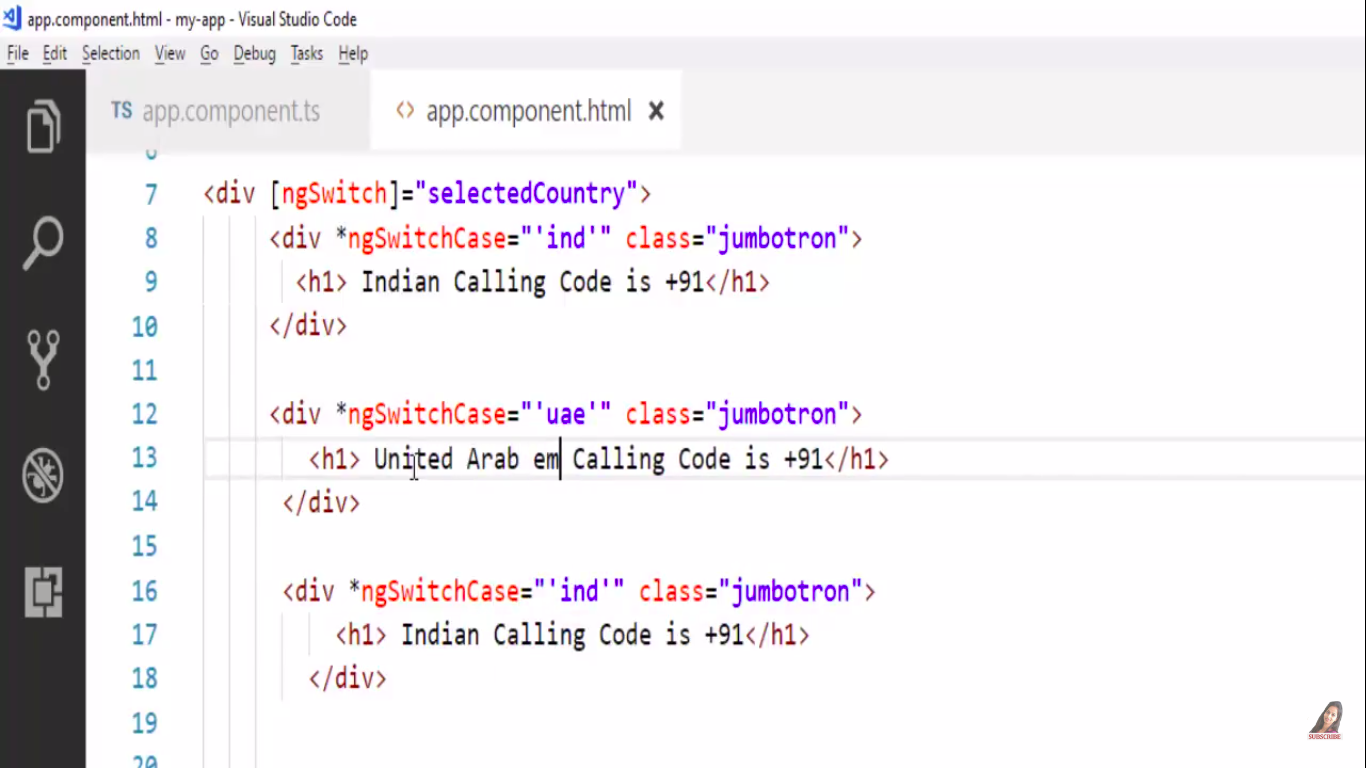 app.component.html - my-app - Visual Studio Code
File Edit Selection View Go Debug Tasks Help
TS app.component.ts <> app.component.html ×
7 <div [ngSwitch]="selectedCountry">
8 <div *ngSwitchCase="'ind'" class="jumbotron">
9 <h1> Indian Calling Code is +91</h1>
10 </div>
11
12 <div *ngSwitchCase="'uae'" class="jumbotron">
13 <h1> United Arab em Calling Code is +91</h1>
14 </div>
15
16 <div *ngSwitchCase="'ind'" class="jumbotron">
17 <h1> Indian Calling Code is +91</h1>
18 </div>
19
20
SUBSCRIBE